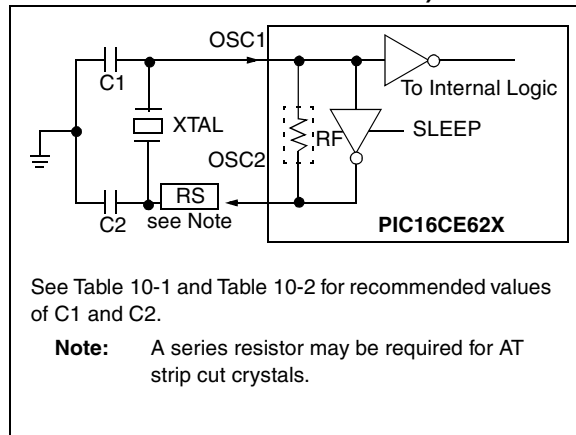 OSC1
C1
To Internal Logic
XTAL
RF
SLEEP
OSC2
RS
C2
see Note
PIC16CE62X
See Table 10-1 and Table 10-2 for recommended values
of C1 and C2.
Note: A series resistor may be required for AT
strip cut crystals.